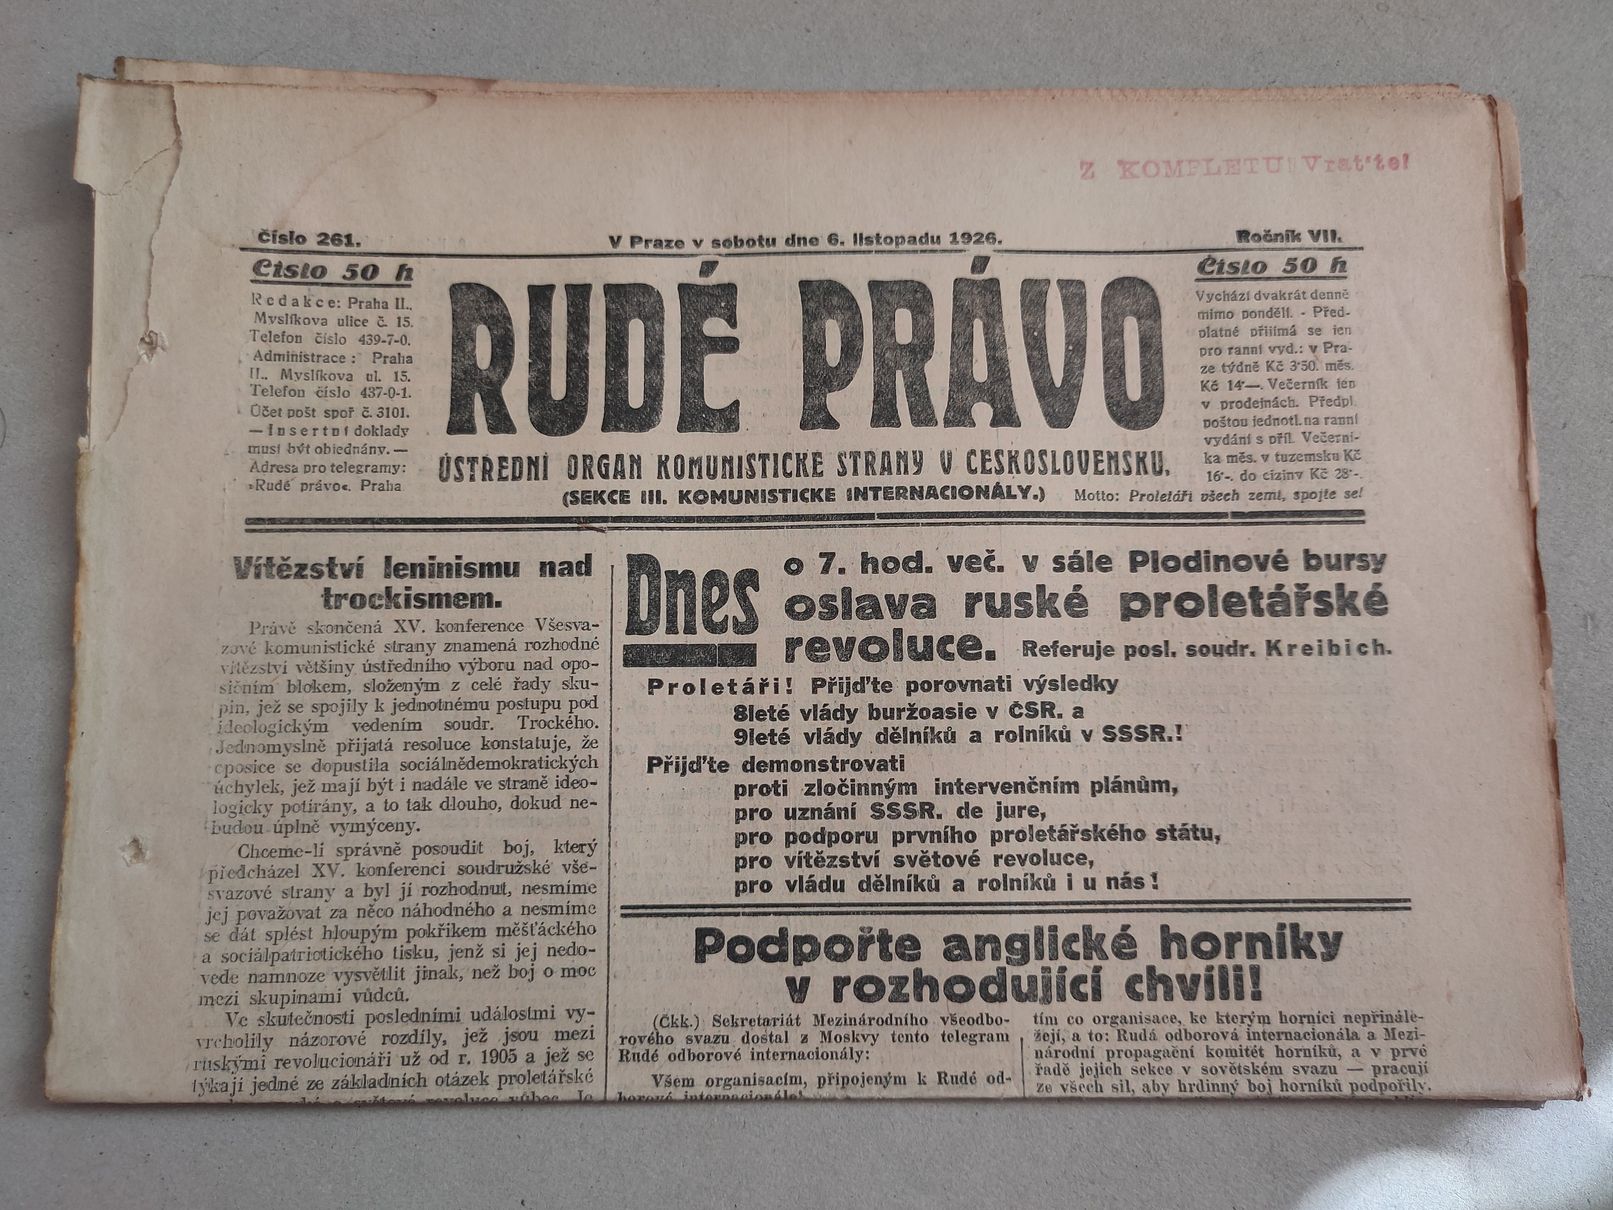 Z KOMPLETU! Vrat'te!
Číslo 261.
V Praze v sobotu dne 6. listopadu 1926.
Ročník VII.
Číslo 50 h
Redakce: Praha II.,
Myslíkova ulice č. 15.
Telefon číslo 439-7-0.
Administrace: Praha
II., Myslíkova ul. 15.
Telefon číslo 437-0-1.
Účet pošt spoř č. 3101.
— Insertní doklady
musí být objednány. —
Adresa pro telegramy:
»Rudé právo«. Praha
RUDÉ PRÁVO
ÚSTŘEDNÍ ORGAN KOMUNISTICKÉ STRANY V ČESKOSLOVENSKU,
(SEKCE III. KOMUNISTICKÉ INTERNACIONÁLY.)
Motto: Proletáři všech zemí, spojte se!
Číslo 50 h
Vychází dvakrát denně
mimo pondělí. - Před-
platné přijímá se jen
pro ranní vyd.: v Pra-
ze týdně Kč 3·50. měs.
Kč 14·—. Večerník jen
v prodejnách. Předpl.
poštou jednotl. na ranní
vydání s příl. Večerní-
ka měs. v tuzemsku Kč
16·-. do ciziny Kč 28·-.
Vítězství leninismu nad
trockismem.
Právě skončená XV. konference Všesva-
zové komunistické strany znamená rozhodné
vítězství většiny ústředního výboru nad opo-
sičním blokem, složeným z celé řady sku-
pin, jež se spojily k jednotnému postupu pod
ideologickým vedením soudr. Trockého.
Jednomyslně přijatá resoluce konstatuje, že
oposice se dopustila sociálnědemokratických
úchylek, jež mají být i nadále ve straně ideo-
logicky potírány, a to tak dlouho, dokud ne-
budou úplně vymýceny.
Chceme-li správně posoudit boj, který
předcházel XV. konferenci soudružské vše-
svazové strany a byl jí rozhodnut, nesmíme
jej považovat za něco náhodného a nesmíme
se dát splést hloupým pokřikem měšťáckého
a sociálpatriotického tisku, jenž si jej nedo-
vede namnoze vysvětlit jinak, než boj o moc
mezi skupinami vůdců.
Ve skutečnosti posledními událostmi vy-
vrcholily názorové rozdíly, jež jsou mezi
ruskými revolucionáři už od r. 1905 a jež se
týkají jedné ze základních otázek proletářské
Dnes
o 7. hod. več. v sále Plodinové bursy
oslava ruské proletářské
revoluce. Referuje posl. soudr. Kreibich.
Proletáři! Přijďte porovnati výsledky
8leté vlády buržoasie v ČSR. a
9leté vlády dělníků a rolníků v SSSR.!
Přijďte demonstrovati
proti zločinným intervenčním plánům,
pro uznání SSSR. de jure,
pro podporu prvního proletářského státu,
pro vítězství světové revoluce,
pro vládu dělníků a rolníků i u nás!
Podpořte anglické horníky
v rozhodující chvíli!
(Čkk.) Sekretariát Mezinárodního všeodbo-
rového svazu dostal z Moskvy tento telegram
Rudé odborové internacionály:
Všem organisacím, připojeným k Rudé od-
borové internacionále!
tím co organisace, ke kterým horníci nepřinále-
žejí, a to: Rudá odborová internacionála a Mezi-
národní propagační komitét horníků, a v prvé
řadě jejich sekce v sovětském svazu — pracují
ze všech sil, aby hrdinný boj horníků podpořily.